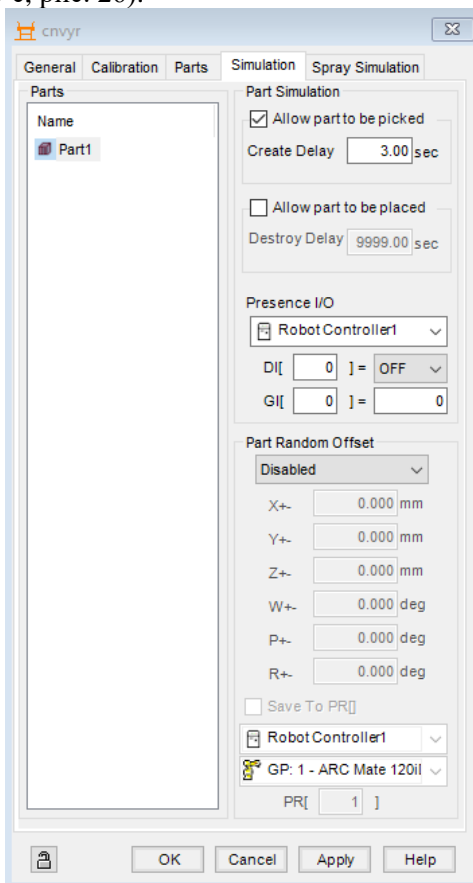 с, рис. 20).
cnvyr
General Calibration Parts Simulation Spray Simulation
Parts
Name
Part1
Part Simulation
Allow part to be picked
Create Delay 3.00 sec
Allow part to be placed
Destroy Delay 9999.00 sec
Presence I/O
Robot Controller1
DI[ 0 ] = OFF
GI[ 0 ] = 0
Part Random Offset
Disabled
X+- 0.000 mm
Y+- 0.000 mm
Z+- 0.000 mm
W+- 0.000 deg
P+- 0.000 deg
R+- 0.000 deg
Save To PR[]
Robot Controller1
GP: 1 - ARC Mate 120iI
PR[ 1 ]
OK Cancel Apply Help